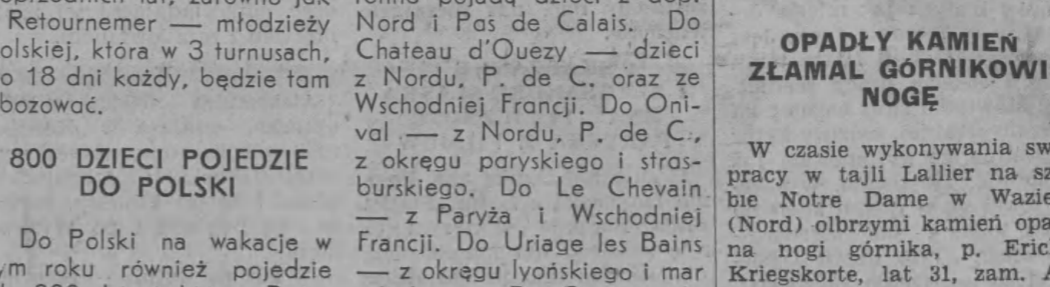 Retournemer — młodzieży
olskiej, która w 3 turnusach,
o 18 dni każdy, będzie tam
bozować.
800 DZIECI POJEDZIE
DO POLSKI
Do Polski na wakacje w
ym roku również pojedzie
Nord i Pas de Calais. Do
Chateau d'Ouezy — dzieci
z Nordu, P. de C. oraz ze
Wschodniej Francji. Do Oni-
val — z Nordu, P. de C.,
z okręgu paryskiego i stras-
burskiego. Do Le Chevain
— z Paryża i Wschodniej
Francji. Do Uriage les Bains
— z okręgu lyońskiego i mar
OPADŁY KAMIEŃ
ZŁAMAL GÓRNIKOWI
NOGĘ
W czasie wykonywania sw
pracy w tajli Lallier na sz
bie Notre Dame w Wazie
(Nord) olbrzymi kamień opa
na nogi górnika, p. Eric
Kriegskorte, lat 31, zam. A